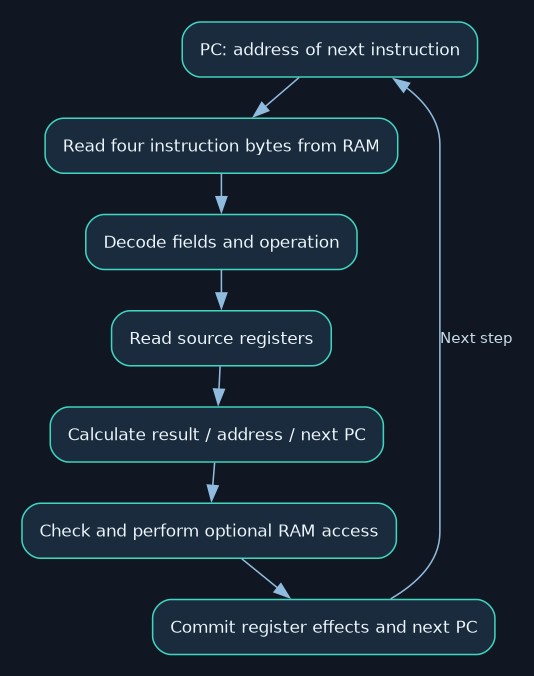 PC: address of next instruction
Read four instruction bytes from RAM
Decode fields and operation
Read source registers
Next step
Calculate result / address / next PC
Check and perform optional RAM access
Commit register effects and next PC